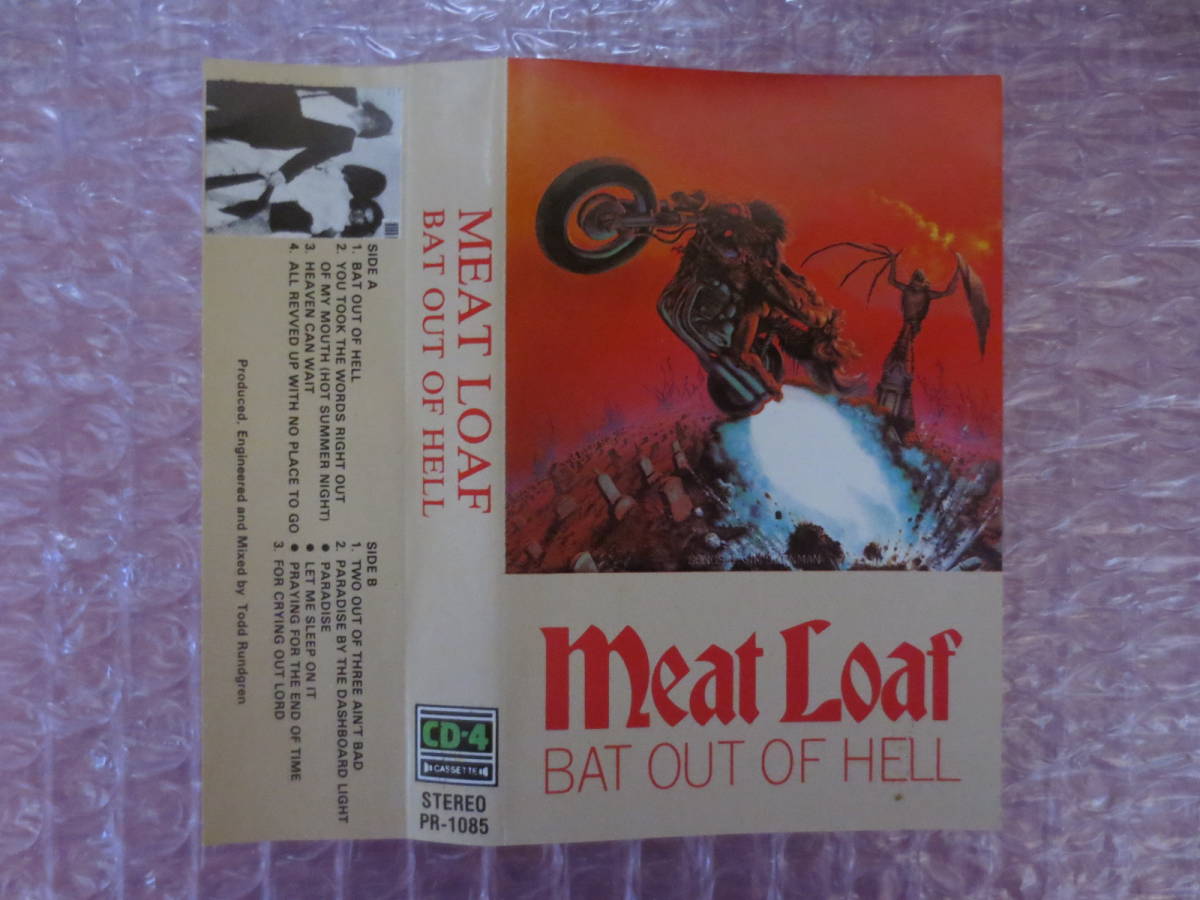 SIDE A
1. BAT OUT OF HELL
2. YOU TOOK THE WORDS RIGHT OUT
OF MY MOUTH (HOT SUMMER NIGHT)
3. HEAVEN CAN WAIT
4. ALL REVVED UP WITH NO PLACE TO GO
SIDE B
1. TWO OUT OF THREE AIN'T BAD
2. PARADISE BY THE DASHBOARD LIGHT
● PARADISE
● LET ME SLEEP ON IT
● PRAYING FOR THE END OF TIME
3. FOR CRYING OUT LORD
Produced, Engineered and Mixed by Todd Rundgren
MEAT LOAF
BAT OUT OF HELL
CD-4
CASSETTE
STEREO
PR-1085
Meat Loaf
BAT OUT OF HELL